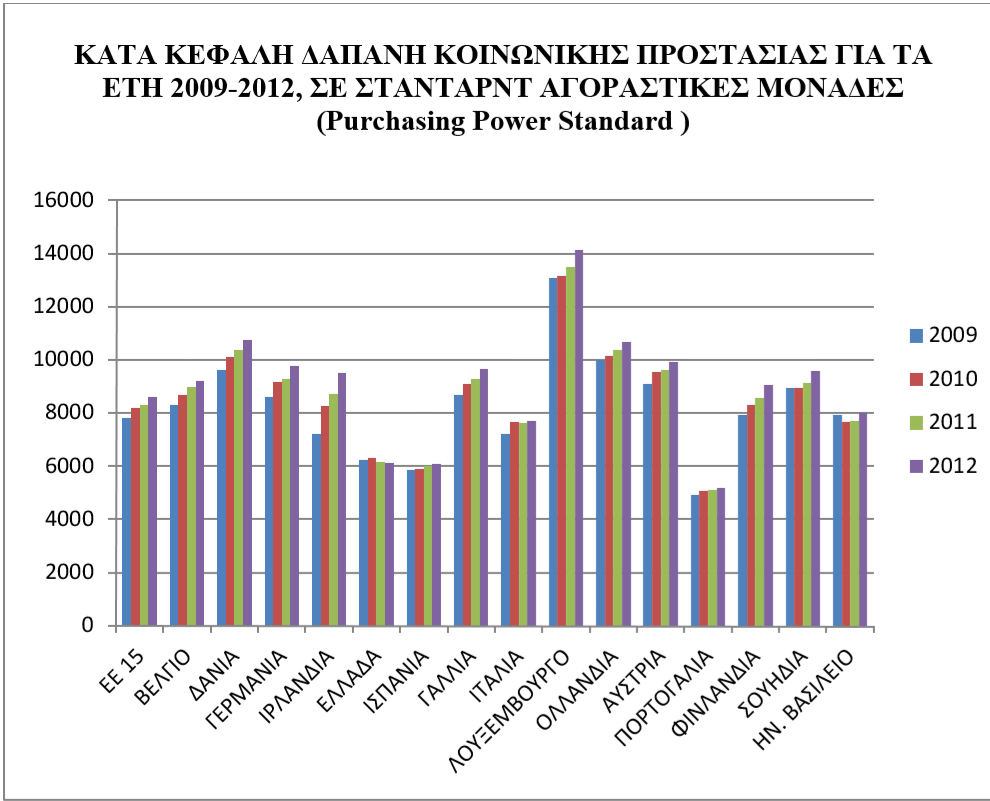 ΚΑΤΑ ΚΕΦΑΛΗ ΔΑΠΑΝΗ ΚΟΙΝΩΝΙΚΗΣ ΠΡΟΣΤΑΣΙΑΣ ΓΙΑ ΤΑ
ΕΤΗ 2009-2012, ΣΕ ΣΤΑΝΤΑΡΝΤ ΑΓΟΡΑΣΤΙΚΕΣ ΜΟΝΑΔΕΣ
(Purchasing Power Standard )
16000
14000
12000
10000
8000
6000
4000
2000
0
ΕΕ 15
ΒΕΛΓΙΟ
ΔΑΝΙΑ
ΓΕΡΜΑΝΙΑ
ΙΡΛΑΝΔΙΑ
ΕΛΛΑΔΑ
ΙΣΠΑΝΙΑ
ΓΑΛΛΙΑ
ΙΤΑΛΙΑ
ΛΟΥΞΕΜΒΟΥΡΓΟ
ΟΛΛΑΝΔΙΑ
ΑΥΣΤΡΙΑ
ΠΟΡΤΟΓΑΛΙΑ
ΦΙΝΛΑΝΔΙΑ
ΣΟΥΗΔΙΑ
ΗΝ. ΒΑΣΙΛΕΙΟ
2009
2010
2011
2012